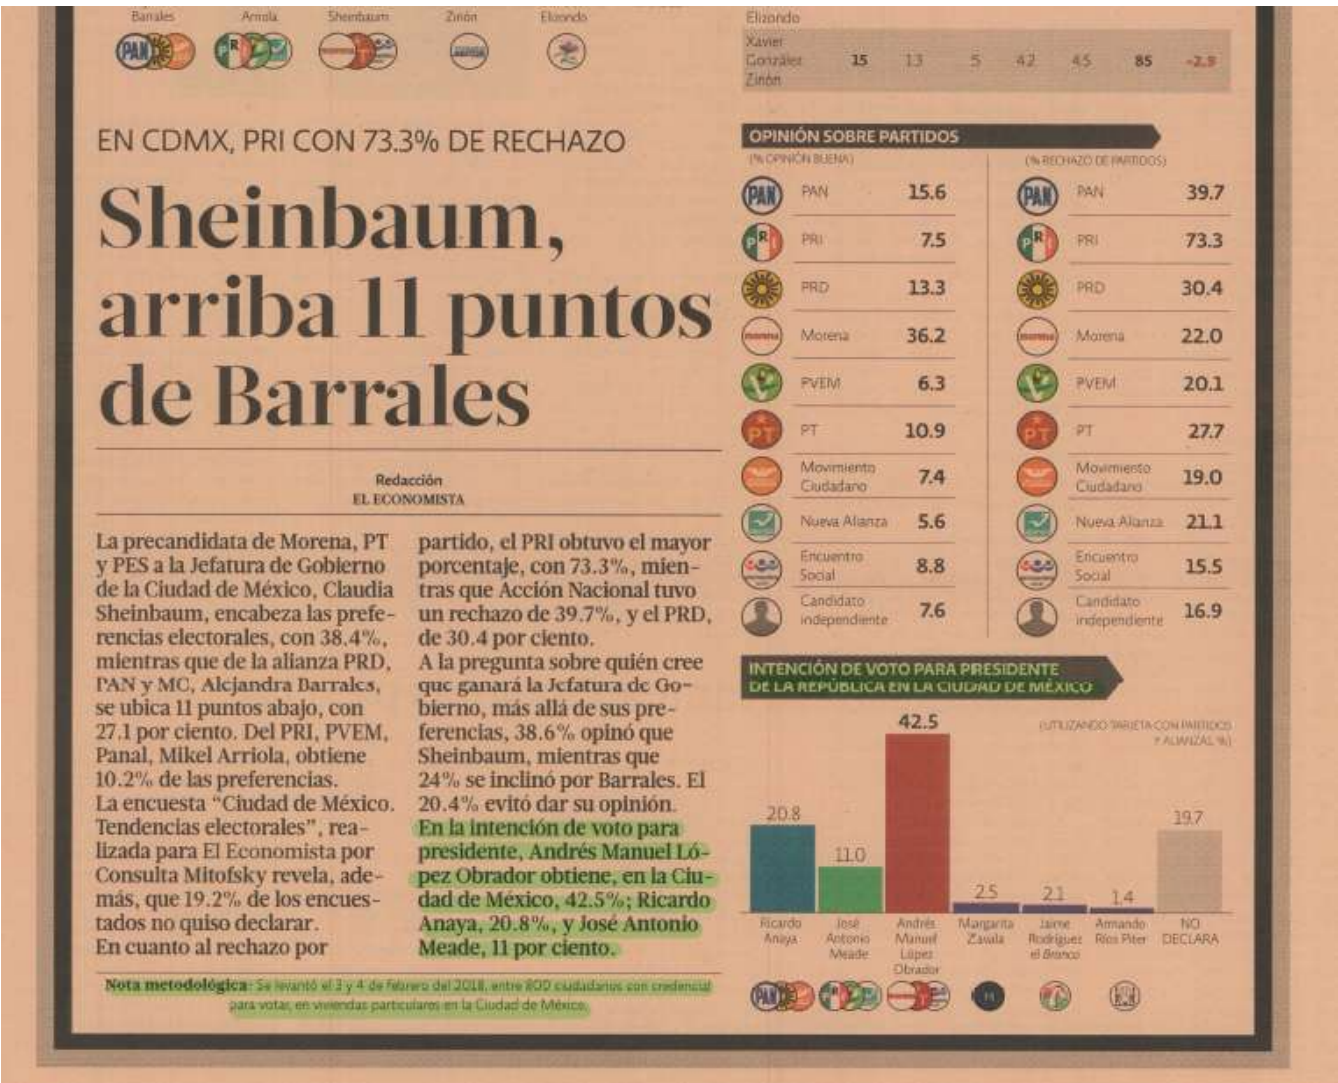 Barrales Arriola Sheinbaum Zirión Elizondo
PAN PRI morena
Elizondo
Xavier
González 15 13 5 42 45 85 -2.9
Zirión
EN CDMX, PRI CON 73.3% DE RECHAZO
Sheinbaum,
arriba 11 puntos
de Barrales
Redacción
EL ECONOMISTA
La precandidata de Morena, PT
y PES a la Jefatura de Gobierno
de la Ciudad de México, Claudia
Sheinbaum, encabeza las prefe-
rencias electorales, con 38.4%,
mientras que de la alianza PRD,
PAN y MC, Alejandra Barrales,
se ubica 11 puntos abajo, con
27.1 por ciento. Del PRI, PVEM,
Panal, Mikel Arriola, obtiene
10.2% de las preferencias.
La encuesta “Ciudad de México.
Tendencias electorales”, rea-
lizada para El Economista por
Consulta Mitofsky revela, ade-
más, que 19.2% de los encues-
tados no quiso declarar.
En cuanto al rechazo por
partido, el PRI obtuvo el mayor
porcentaje, con 73.3%, mien-
tras que Acción Nacional tuvo
un rechazo de 39.7%, y el PRD,
de 30.4 por ciento.
A la pregunta sobre quién cree
que ganará la Jefatura de Go-
bierno, más allá de sus pre-
ferencias, 38.6% opinó que
Sheinbaum, mientras que
24% se inclinó por Barrales. El
20.4% evitó dar su opinión.
En la intención de voto para
presidente, Andrés Manuel Ló-
pez Obrador obtiene, en la Ciu-
dad de México, 42.5%; Ricardo
Anaya, 20.8%, y José Antonio
Meade, 11 por ciento.
Nota metodológica: Se levantó el 3 y 4 de febrero del 2018, entre 800 ciudadanos con credencial
para votar, en viviendas particulares en la Ciudad de México.
OPINIÓN SOBRE PARTIDOS
(% OPINIÓN BUENA)
PAN PAN 15.6
PRI PRI 7.5
PRD 13.3
morena Morena 36.2
PVEM 6.3
PT PT 10.9
Movimiento
Ciudadano 7.4
Nueva Alianza 5.6
Encuentro
Social 8.8
Candidato
independiente 7.6
(% RECHAZO DE PARTIDOS)
PAN PAN 39.7
PRI PRI 73.3
PRD 30.4
morena Morena 22.0
PVEM 20.1
PT PT 27.7
Movimiento
Ciudadano 19.0
Nueva Alianza 21.1
Encuentro
Social 15.5
Candidato
independiente 16.9
INTENCIÓN DE VOTO PARA PRESIDENTE
DE LA REPÚBLICA EN LA CIUDAD DE MÉXICO
(UTILIZANDO TARJETA CON PARTIDOS
Y ALIANZAS, %)
20.8 11.0 42.5 2.5 2.1 1.4 19.7
Ricardo
Anaya
José
Antonio
Meade
Andrés
Manuel
López
Obrador
Margarita
Zavala
Jaime
Rodríguez
el Bronco
Armando
Ríos Piter
NO
DECLARA
PAN PRI